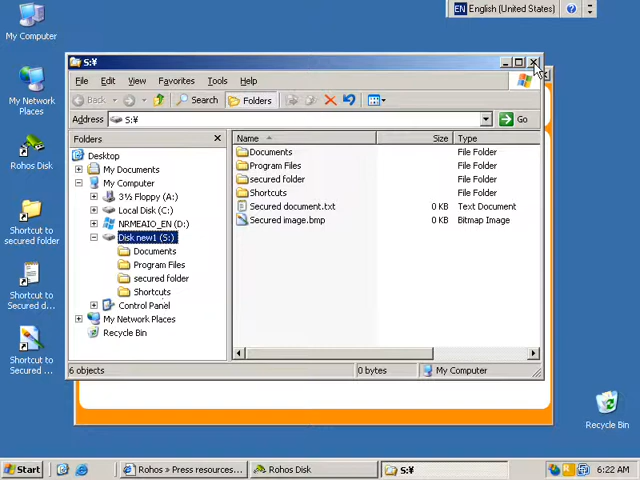 My Computer
My Network
Places
Rohos Disk
Shortcut to
secured folder
Shortcut to
Secured d...
Shortcut to
Secured ...
EN English (United States)
S:¥
File Edit View Favorites Tools Help
Back Search Folders
Address S:¥ Go
Folders
Desktop
My Documents
My Computer
3½ Floppy (A:)
Local Disk (C:)
NRMEAIO_EN (D:)
Disk new1 (S:)
Documents
Program Files
secured folder
Shortcuts
Control Panel
My Network Places
Recycle Bin
Name Size Type
Documents File Folder
Program Files File Folder
secured folder File Folder
Shortcuts File Folder
Secured document.txt 0 KB Text Document
Secured image.bmp 0 KB Bitmap Image
6 objects 0 bytes My Computer
Recycle Bin
Start Rohos » Press resources... Rohos Disk S:¥ 6:22 AM